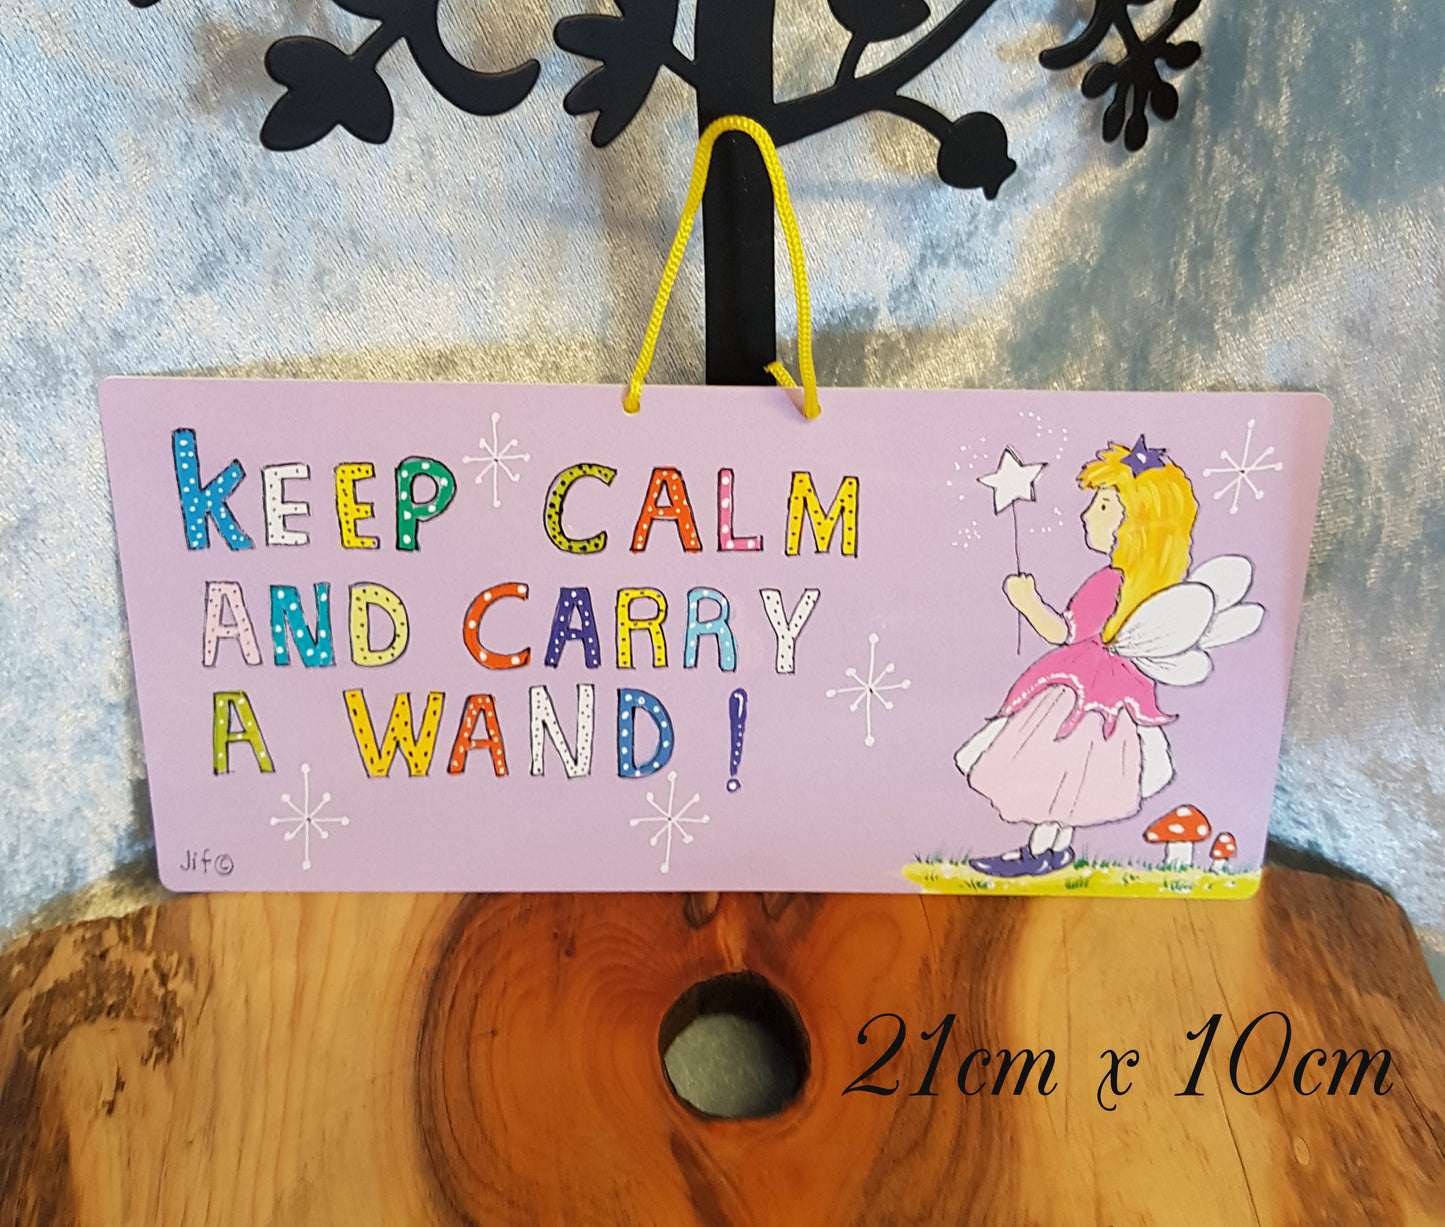 KEEP CALM
AND CARRY
A WAND!
Jif©
21cm x 10cm